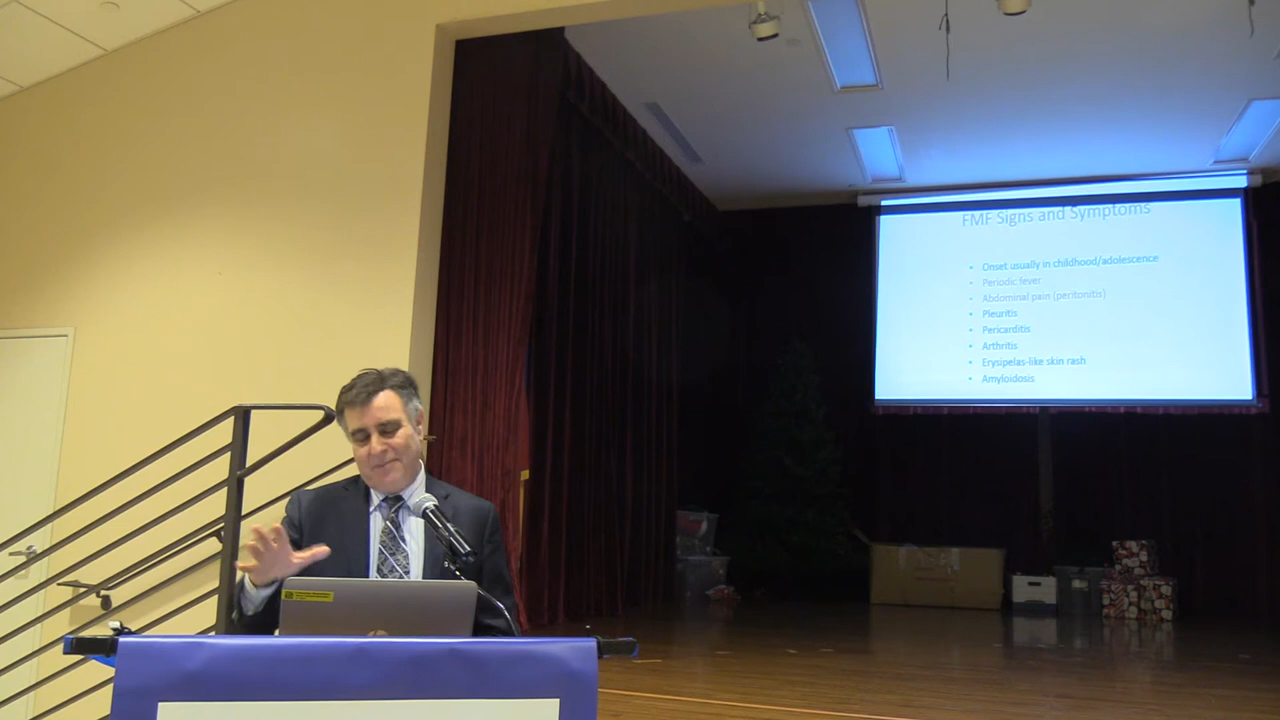 FMF Signs and Symptoms
• Onset usually in childhood/adolescence
• Periodic fever
• Abdominal pain (peritonitis)
• Pleuritis
• Pericarditis
• Arthritis
• Erysipelas-like skin rash
• Amyloidosis